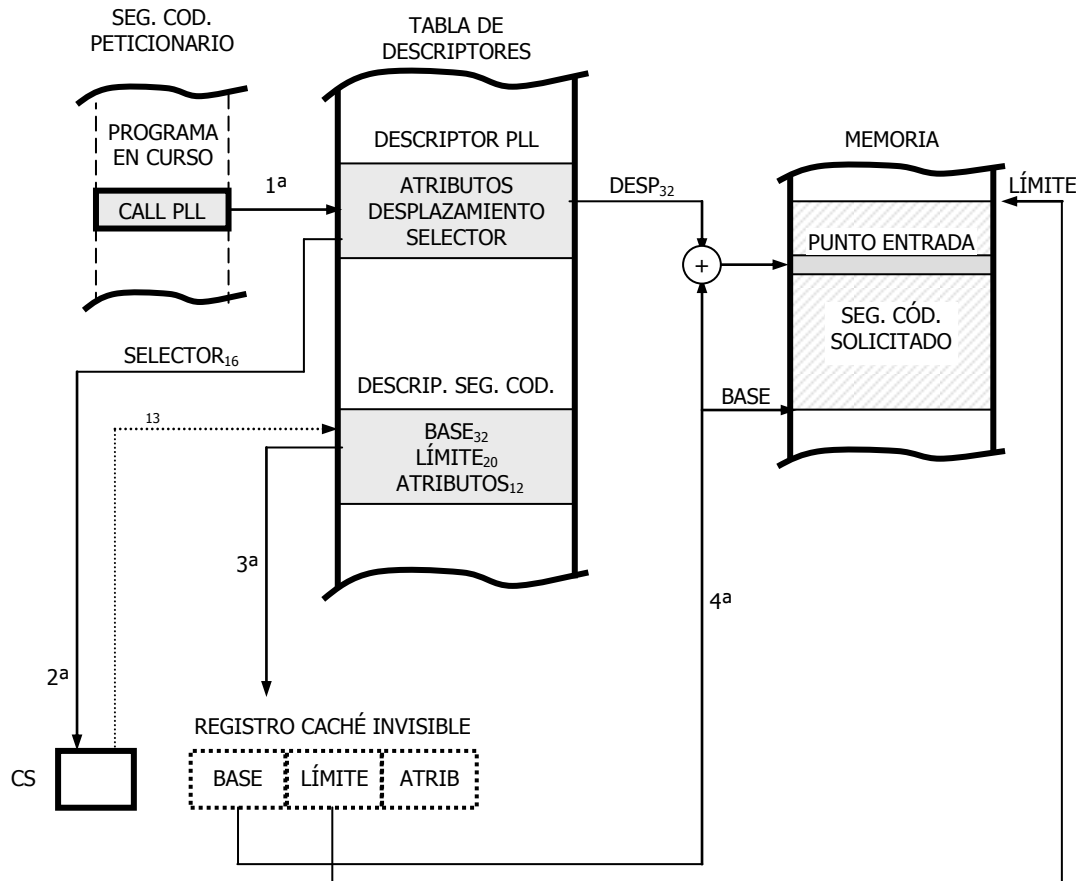 SEG. COD.
PETICIONARIO
TABLA DE
DESCRIPTORES
PROGRAMA
EN CURSO
CALL PLL
1ª
DESCRIPTOR PLL
ATRIBUTOS
DESPLAZAMIENTO
SELECTOR
DESP₃₂
MEMORIA
LÍMITE
+
PUNTO ENTRADA
SEG. CÓD.
SOLICITADO
SELECTOR₁₆
DESCRIP. SEG. COD.
BASE
13
BASE₃₂
LÍMITE₂₀
ATRIBUTOS₁₂
3ª
4ª
2ª
REGISTRO CACHÉ INVISIBLE
CS
BASE
LÍMITE
ATRIB